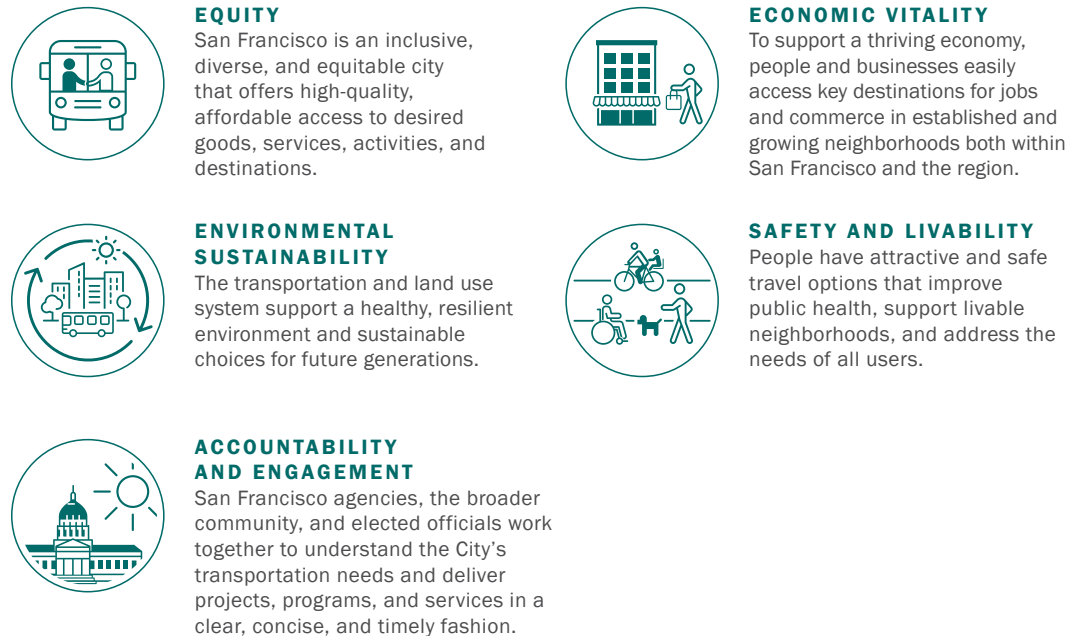 EQUITY
San Francisco is an inclusive,
diverse, and equitable city
that offers high-quality,
affordable access to desired
goods, services, activities, and
destinations.
ECONOMIC VITALITY
To support a thriving economy,
people and businesses easily
access key destinations for jobs
and commerce in established and
growing neighborhoods both within
San Francisco and the region.
ENVIRONMENTAL
SUSTAINABILITY
The transportation and land use
system support a healthy, resilient
environment and sustainable
choices for future generations.
SAFETY AND LIVABILITY
People have attractive and safe
travel options that improve
public health, support livable
neighborhoods, and address the
needs of all users.
ACCOUNTABILITY
AND ENGAGEMENT
San Francisco agencies, the broader
community, and elected officials work
together to understand the City’s
transportation needs and deliver
projects, programs, and services in a
clear, concise, and timely fashion.